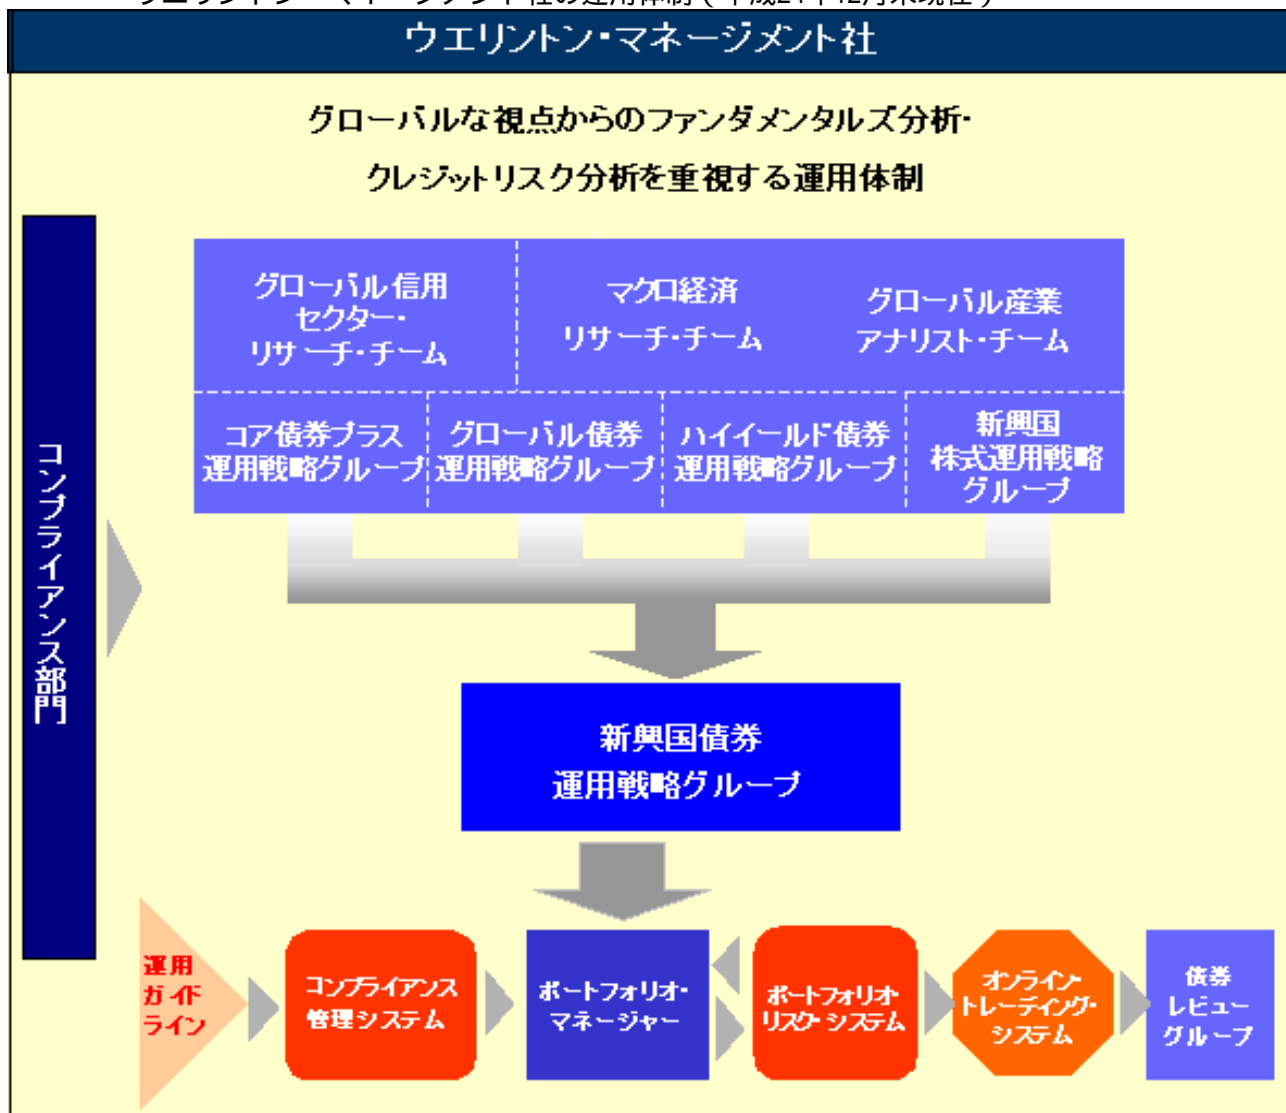 ウエリントン・マネージメント社
グローバルな視点からのファンダメンタルズ分析・
クレジットリスク分析を重視する運用体制
コンプライアンス部門
グローバル信用
セクター・
リサーチ・チーム
マクロ経済
リサーチ・チーム
グローバル産業
アナリスト・チーム
コア債券プラス
運用戦略グループ
グローバル債券
運用戦略グループ
ハイイールド債券
運用戦略グループ
新興国
株式運用戦略
グループ
新興国債券
運用戦略グループ
運用
ガイド
ライン
コンプライアンス
管理システム
ポートフォリオ・
マネージャー
ポートフォリオ・
リスク・システム
オンライン・
トレーディング・
システム
債券
レビュー
グループ